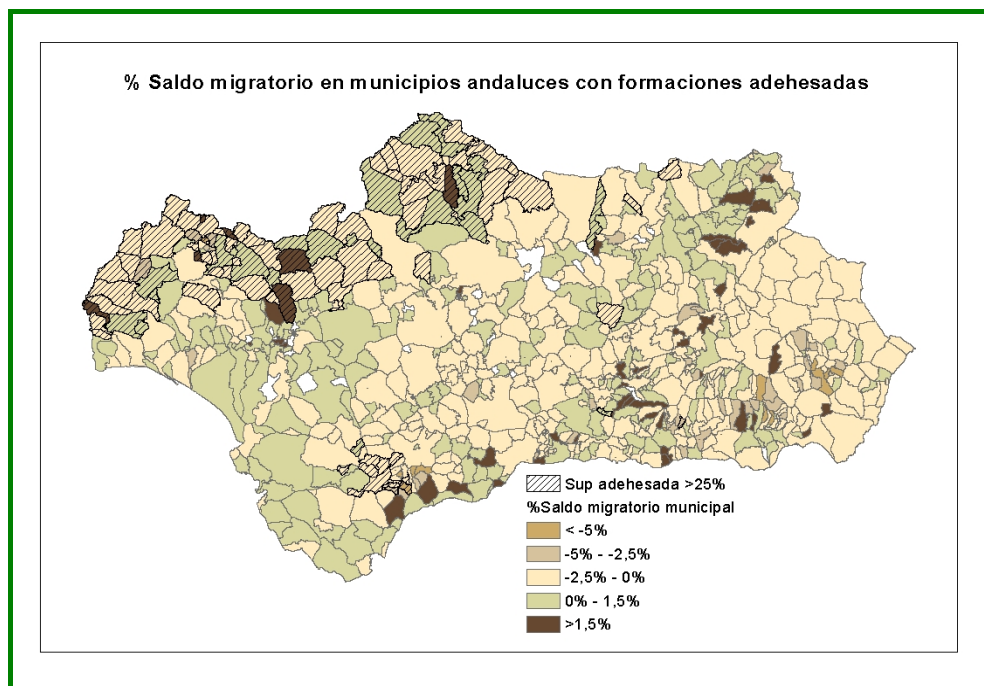 % Saldo migratorio en municipios andaluces con formaciones adehesadas
Sup adehesada >25%
%Saldo migratorio municipal
< -5%
-5% - -2,5%
-2,5% - 0%
0% - 1,5%
>1,5%